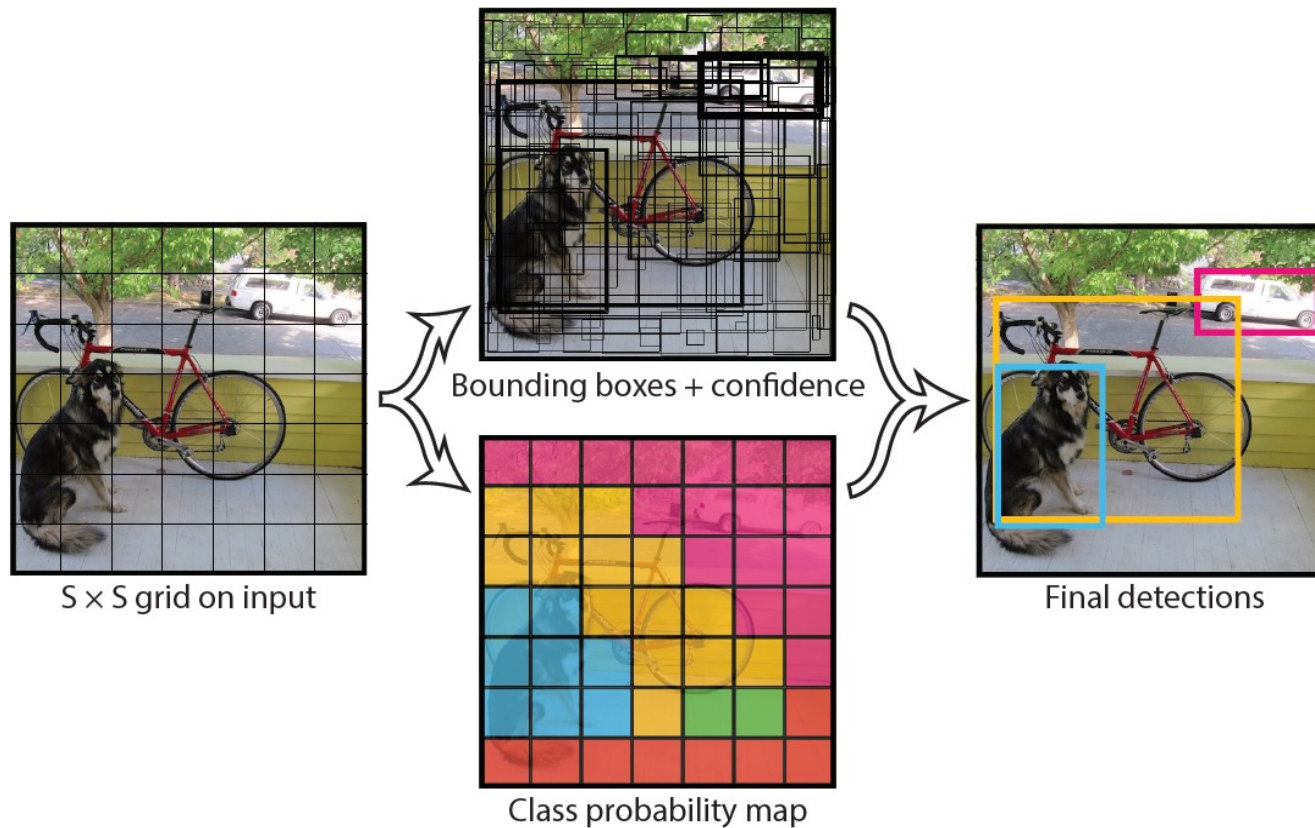 S × S grid on input
Bounding boxes + confidence
Class probability map
Final detections